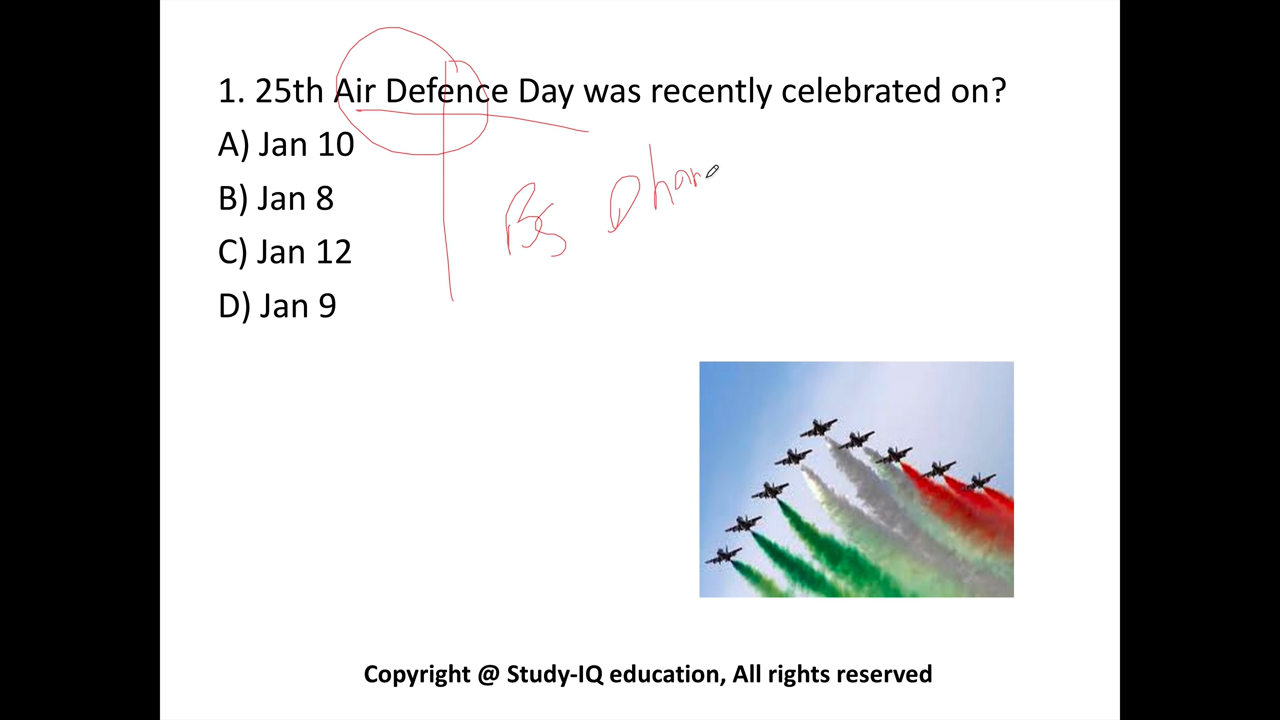 1. 25th Air Defence Day was recently celebrated on?
A) Jan 10
B) Jan 8
C) Jan 12
D) Jan 9
Dhan
Copyright @ Study-IQ education, All rights reserved